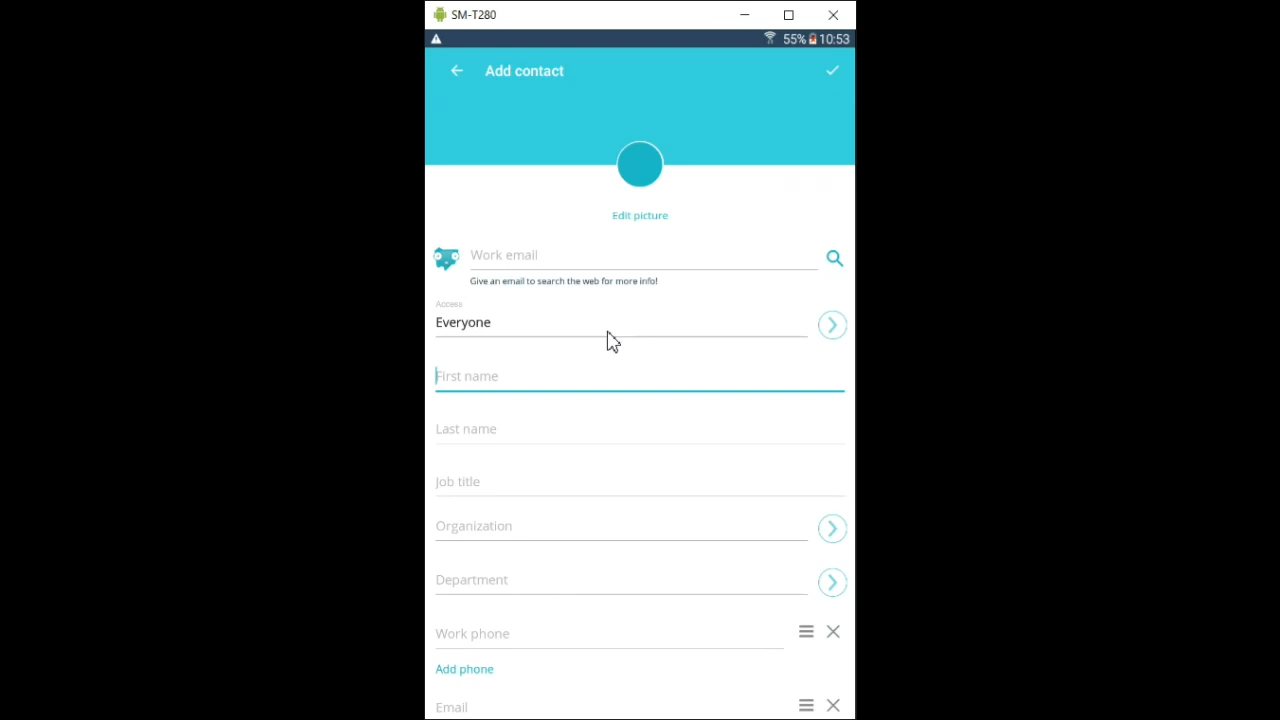 SM-T280
55% 10:53
Add contact
Edit picture
Work email
Give an email to search the web for more info!
Access
Everyone
First name
Last name
Job title
Organization
Department
Work phone
Add phone
Email